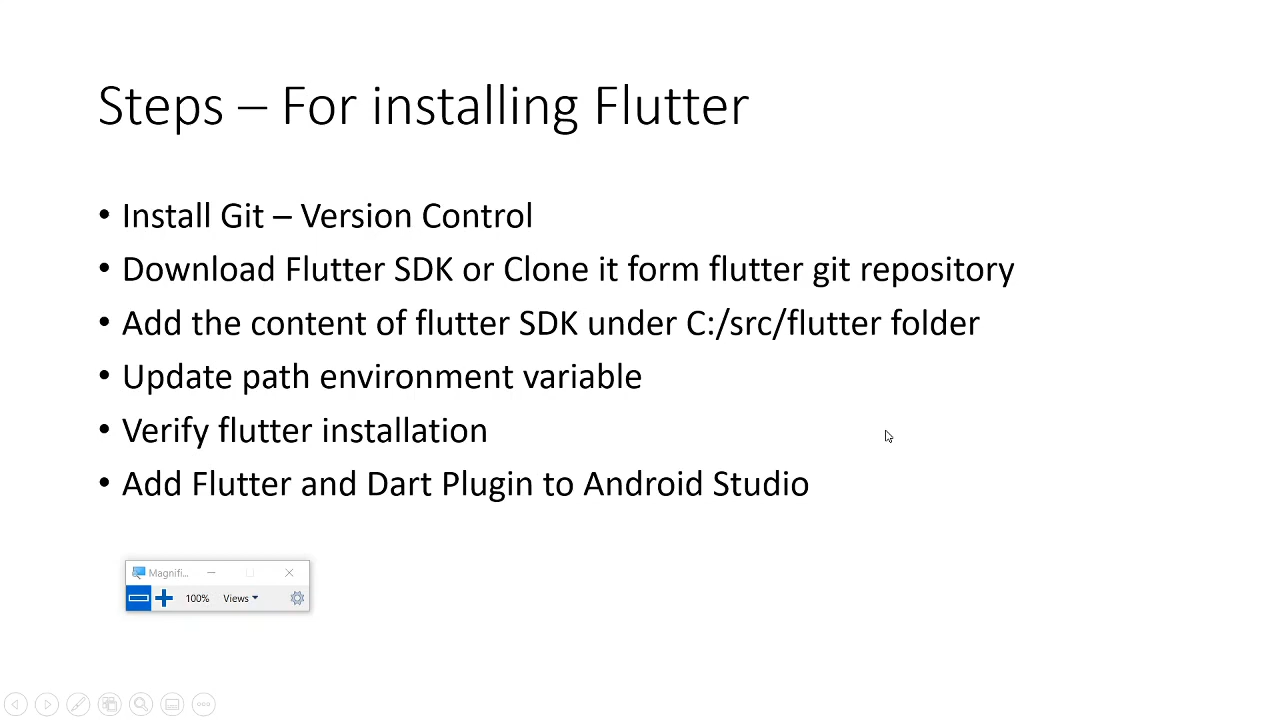 Steps – For installing Flutter
• Install Git – Version Control
• Download Flutter SDK or Clone it form flutter git repository
• Add the content of flutter SDK under C:/src/flutter folder
• Update path environment variable
• Verify flutter installation
• Add Flutter and Dart Plugin to Android Studio
Magnifi...
100% Views